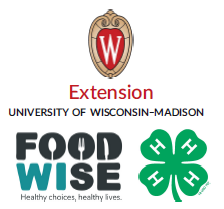 W
Extension
UNIVERSITY OF WISCONSIN–MADISON
FOOD
WISE
Healthy choices, healthy lives.
H H
H H